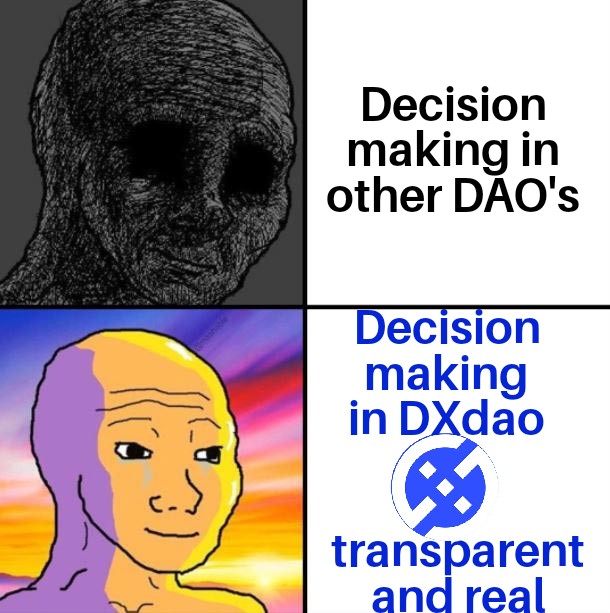 Decision
making in
other DAO's
Decision
making
in DXdao
transparent
and real